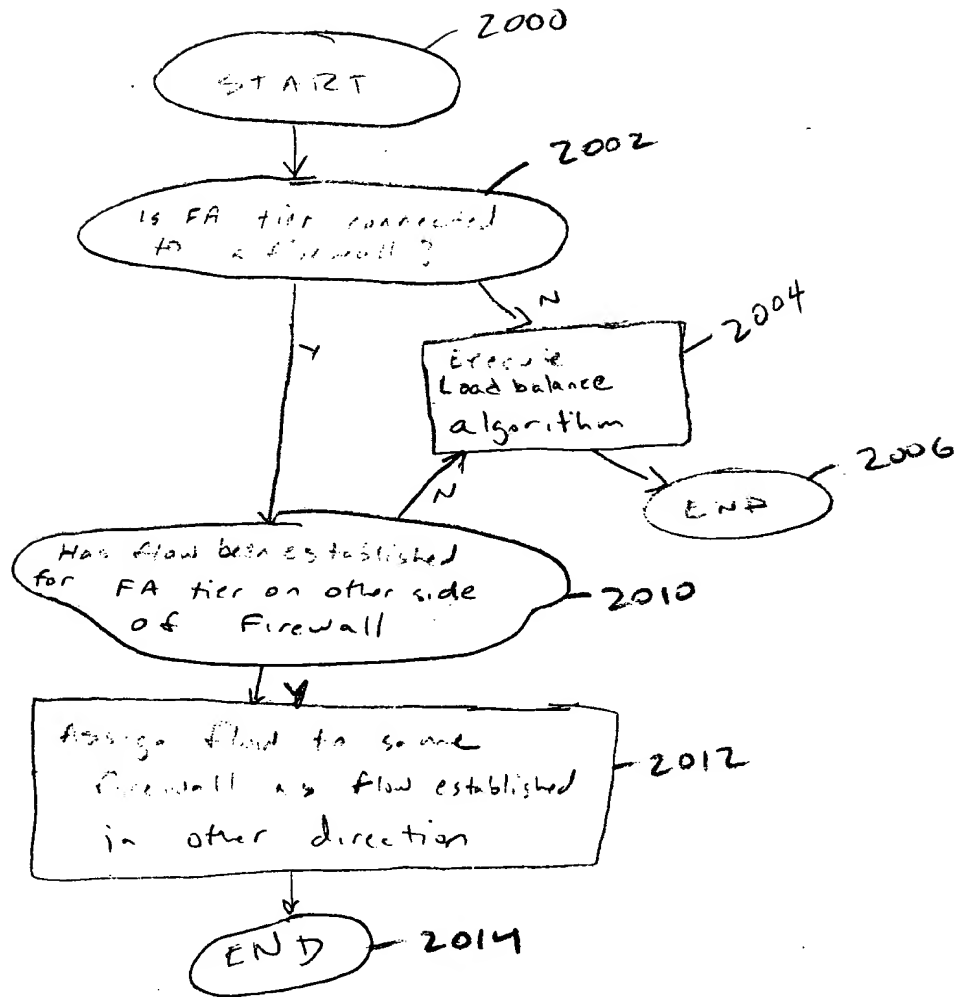 2000
START
2002
Is FA tier connected
to a firewall?
N
2004
Y
Execute
Load balance
algorithm
2006
N
END
Has flow been established
for FA tier on other side
of Firewall
2010
Y
Assign flow to same
firewall as flow established
in other direction
2012
END
2014